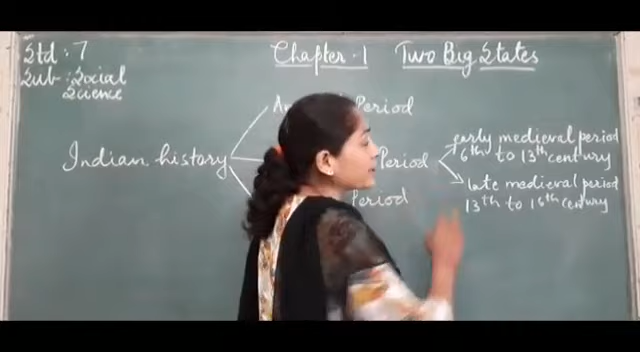 Std : 7
Sub : Social
Science
Chapter - 1 Two Big States
Period
Indian history
Period
Period
early medieval period
6th to 13th century
late medieval period
13th to 16th century